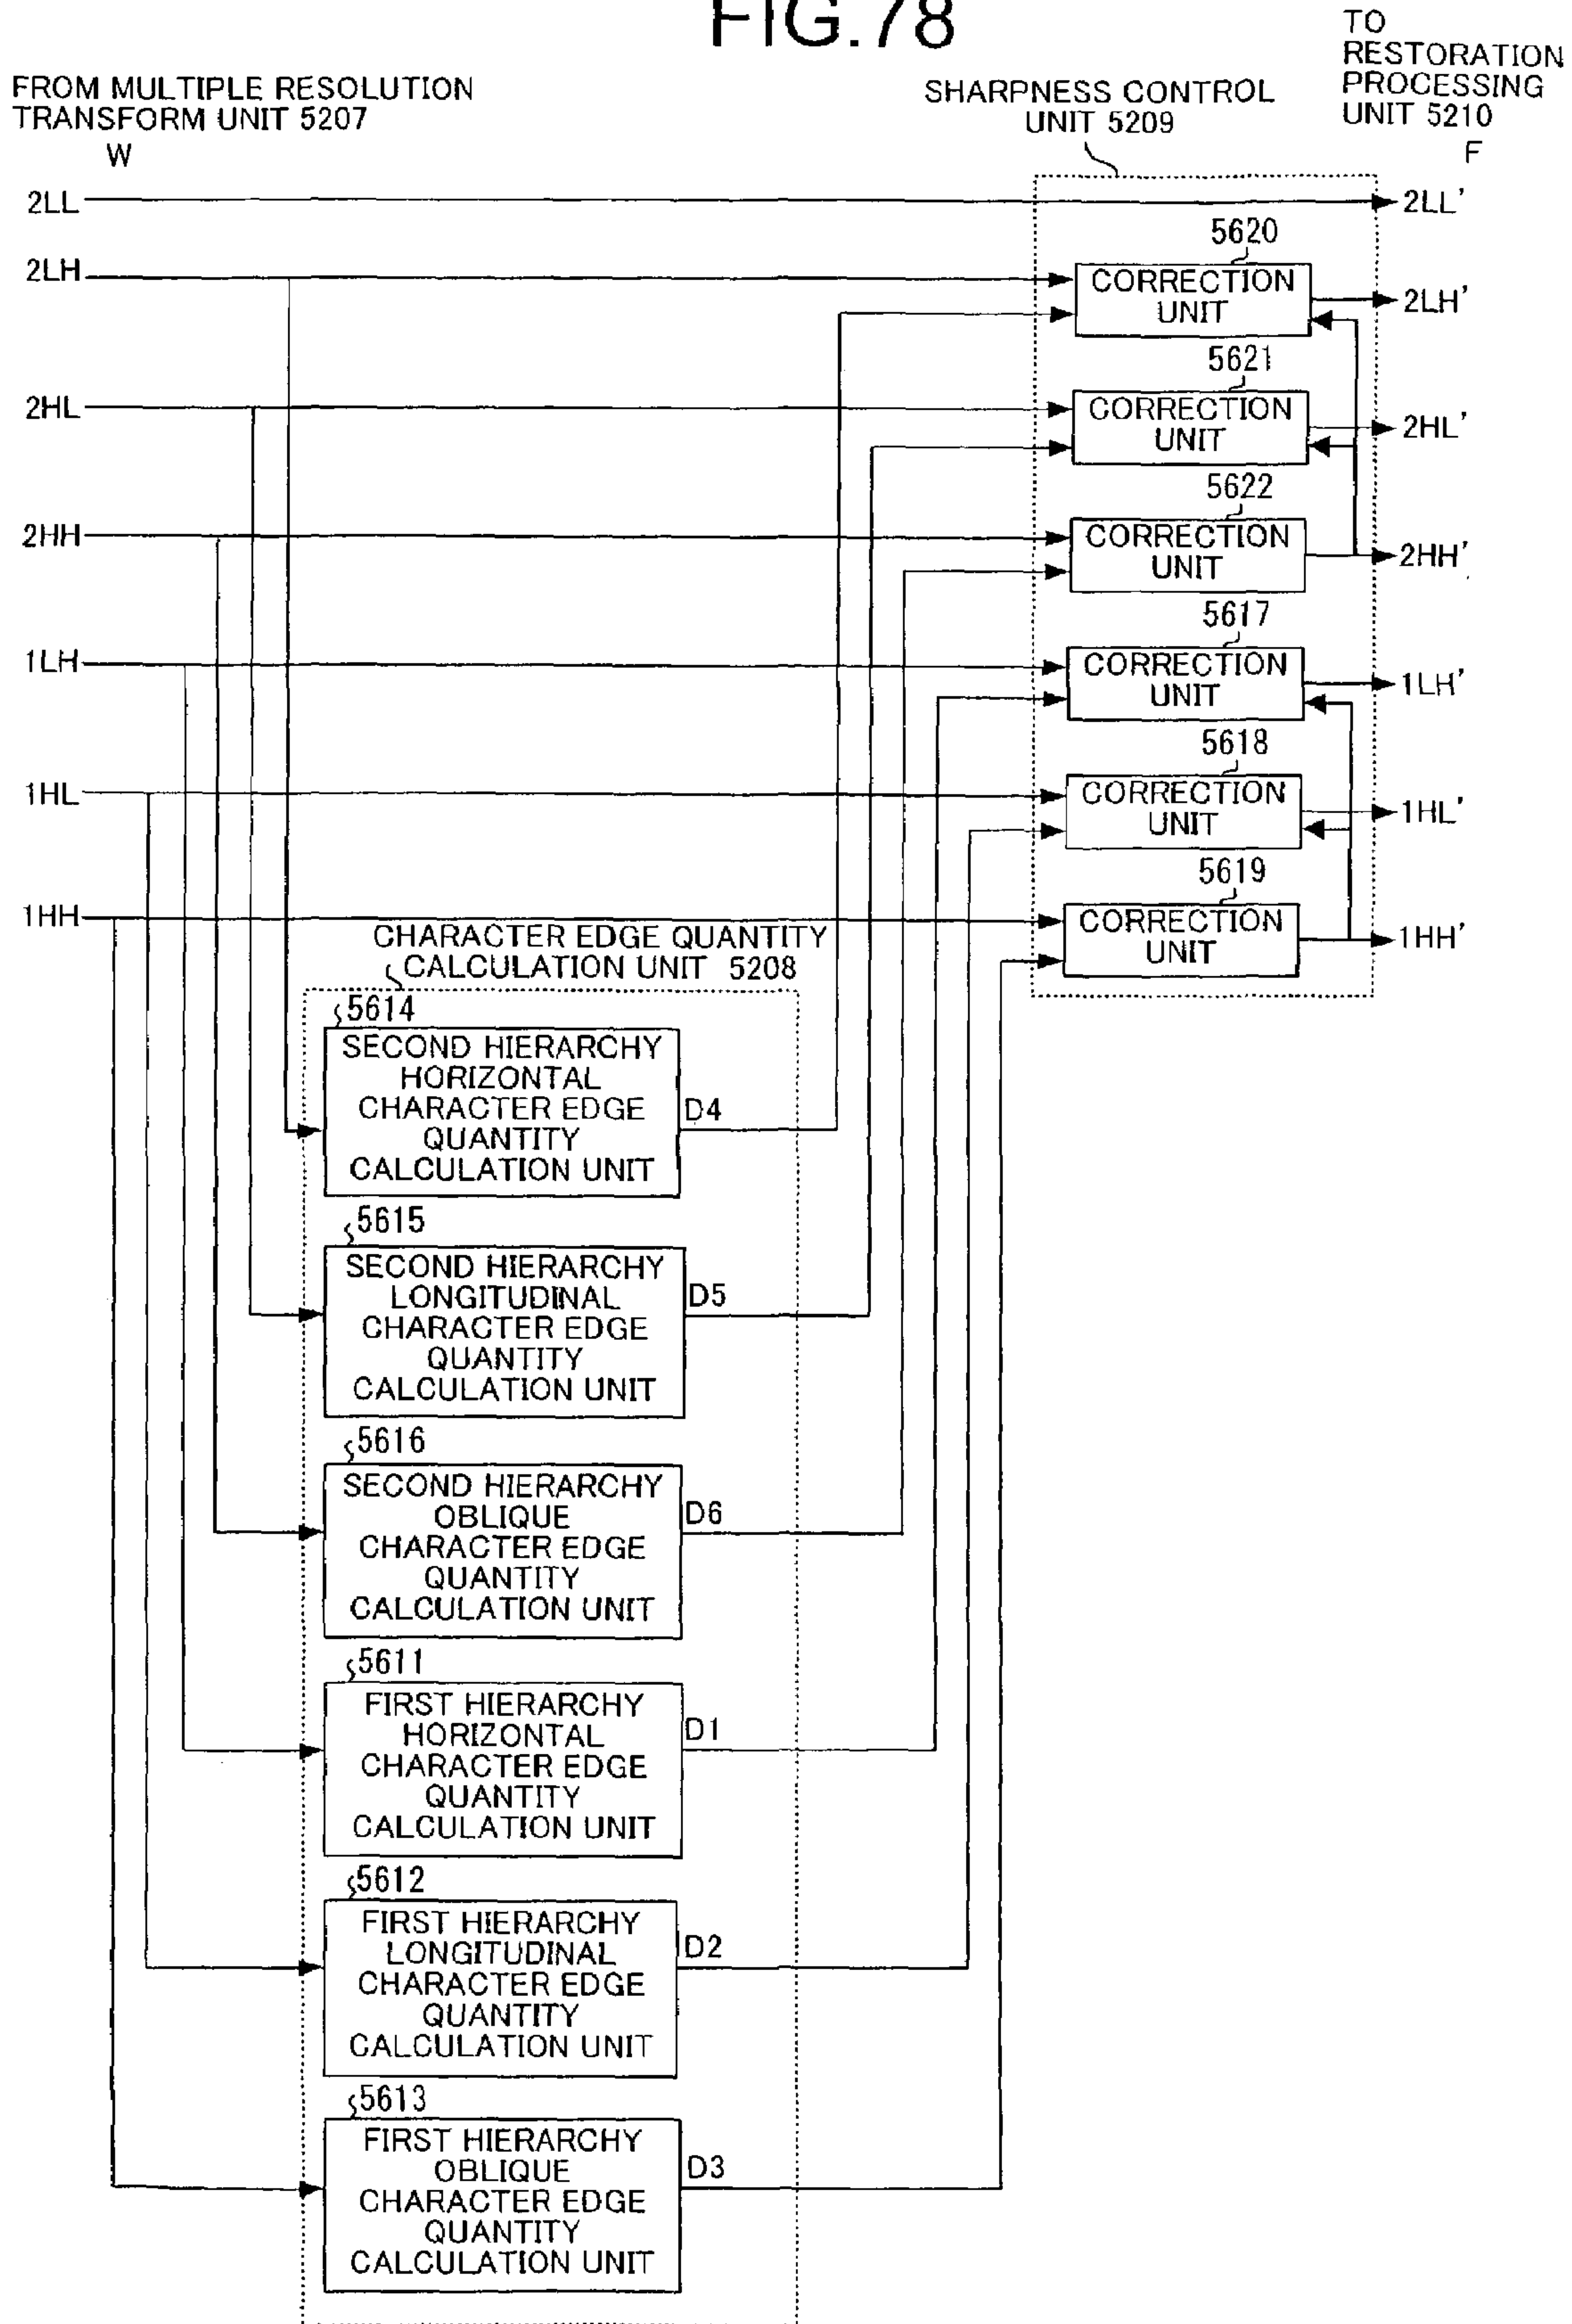 FIG.78
FROM MULTIPLE RESOLUTION
TRANSFORM UNIT 5207
W
SHARPNESS CONTROL
UNIT 5209
TO
RESTORATION
PROCESSING
UNIT 5210
F
2LL
2LL'
5620
2LH
CORRECTION
UNIT
2LH'
5621
2HL
CORRECTION
UNIT
2HL'
5622
2HH
CORRECTION
UNIT
2HH'
5617
1LH
CORRECTION
UNIT
1LH'
5618
1HL
CORRECTION
UNIT
1HL'
5619
1HH
CORRECTION
UNIT
1HH'
CHARACTER EDGE QUANTITY
CALCULATION UNIT 5208
5614
SECOND HIERARCHY
HORIZONTAL
CHARACTER EDGE
QUANTITY
CALCULATION UNIT
D4
5615
SECOND HIERARCHY
LONGITUDINAL
CHARACTER EDGE
QUANTITY
CALCULATION UNIT
D5
5616
SECOND HIERARCHY
OBLIQUE
CHARACTER EDGE
QUANTITY
CALCULATION UNIT
D6
5611
FIRST HIERARCHY
HORIZONTAL
CHARACTER EDGE
QUANTITY
CALCULATION UNIT
D1
5612
FIRST HIERARCHY
LONGITUDINAL
CHARACTER EDGE
QUANTITY
CALCULATION UNIT
D2
5613
FIRST HIERARCHY
OBLIQUE
CHARACTER EDGE
QUANTITY
CALCULATION UNIT
D3